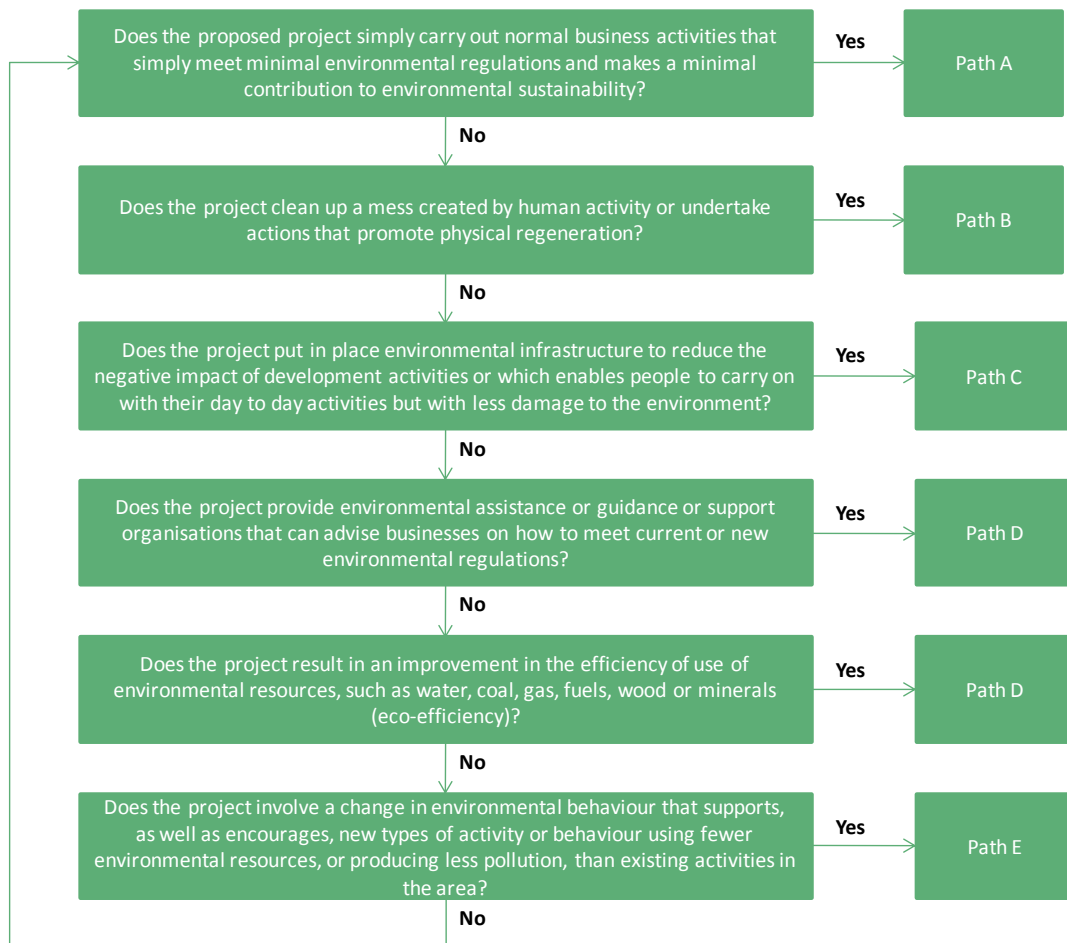 Does the proposed project simply carry out normal business activities that
simply meet minimal environmental regulations and makes a minimal
contribution to environmental sustainability?
Yes
Path A
No
Does the project clean up a mess created by human activity or undertake
actions that promote physical regeneration?
Yes
Path B
No
Does the project put in place environmental infrastructure to reduce the
negative impact of development activities or which enables people to carry on
with their day to day activities but with less damage to the environment?
Yes
Path C
No
Does the project provide environmental assistance or guidance or support
organisations that can advise businesses on how to meet current or new
environmental regulations?
Yes
Path D
No
Does the project result in an improvement in the efficiency of use of
environmental resources, such as water, coal, gas, fuels, wood or minerals
(eco-efficiency)?
Yes
Path D
No
Does the project involve a change in environmental behaviour that supports,
as well as encourages, new types of activity or behaviour using fewer
environmental resources, or producing less pollution, than existing activities in
the area?
Yes
Path E
No